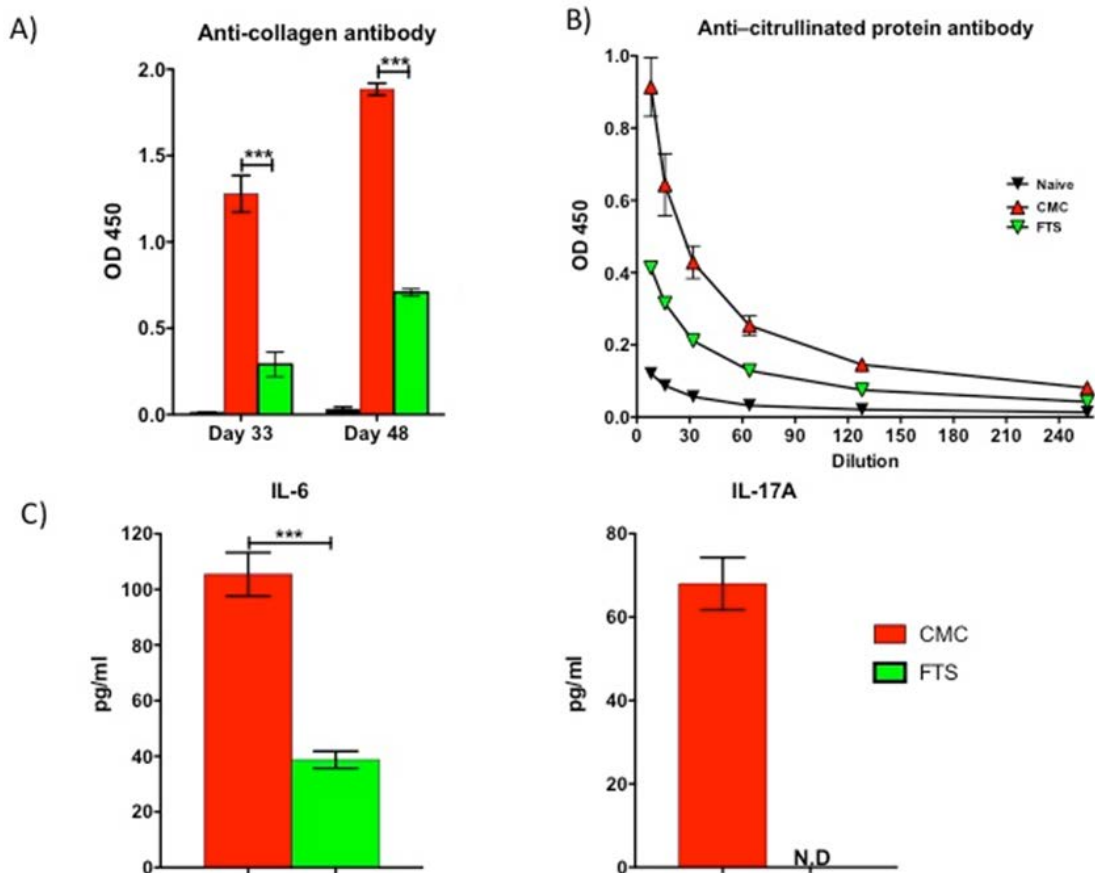 A)
Anti-collagen antibody
OD 450
2.0
1.5
1.0
0.5
0.0
***
***
Day 33
Day 48
B)
Anti–citrullinated protein antibody
OD 450
1.0
0.8
0.6
0.4
0.2
0.0
0 30 60 90 120 150 180 210 240
Dilution
Naive
CMC
FTS
C)
IL-6
pg/ml
120
100
80
60
40
20
0
***
IL-17A
pg/ml
80
60
40
20
0
N.D
CMC
FTS